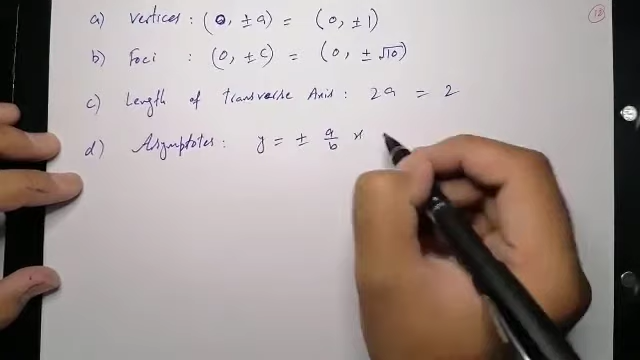 a) Vertices: (0, ±a) = (0, ±1)
b) Foci : (0, ±c) = (0, ±√10)
c) Length of Transverse Axis: 2a = 2
d) Asymptotes: y = ± a/b x